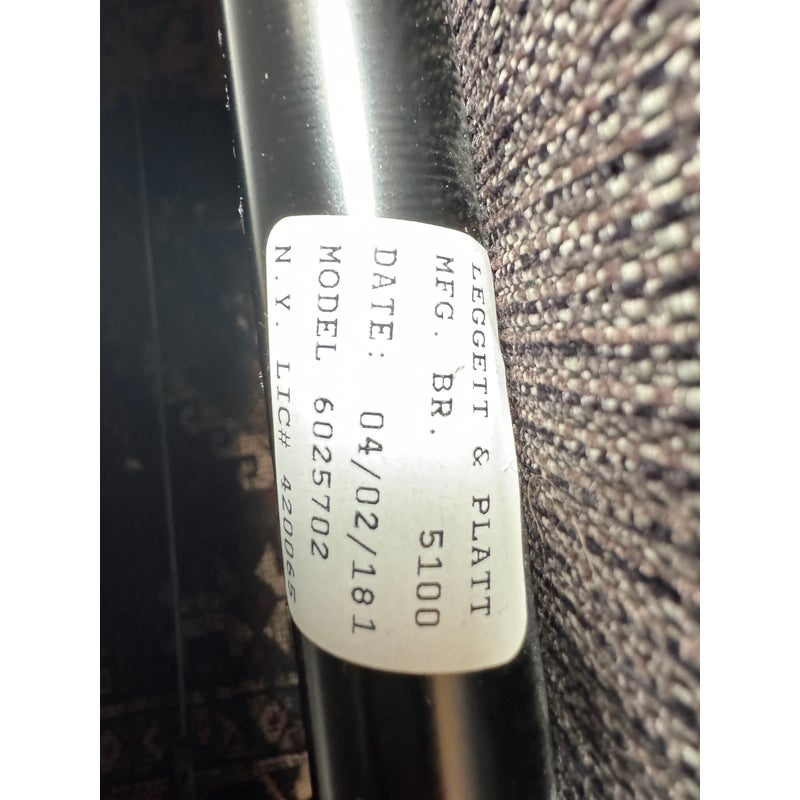 LEGGETT & PLATT
MFG. BR. 5100
DATE: 04/02/181
MODEL 6025702
N.Y. LIC# 420065